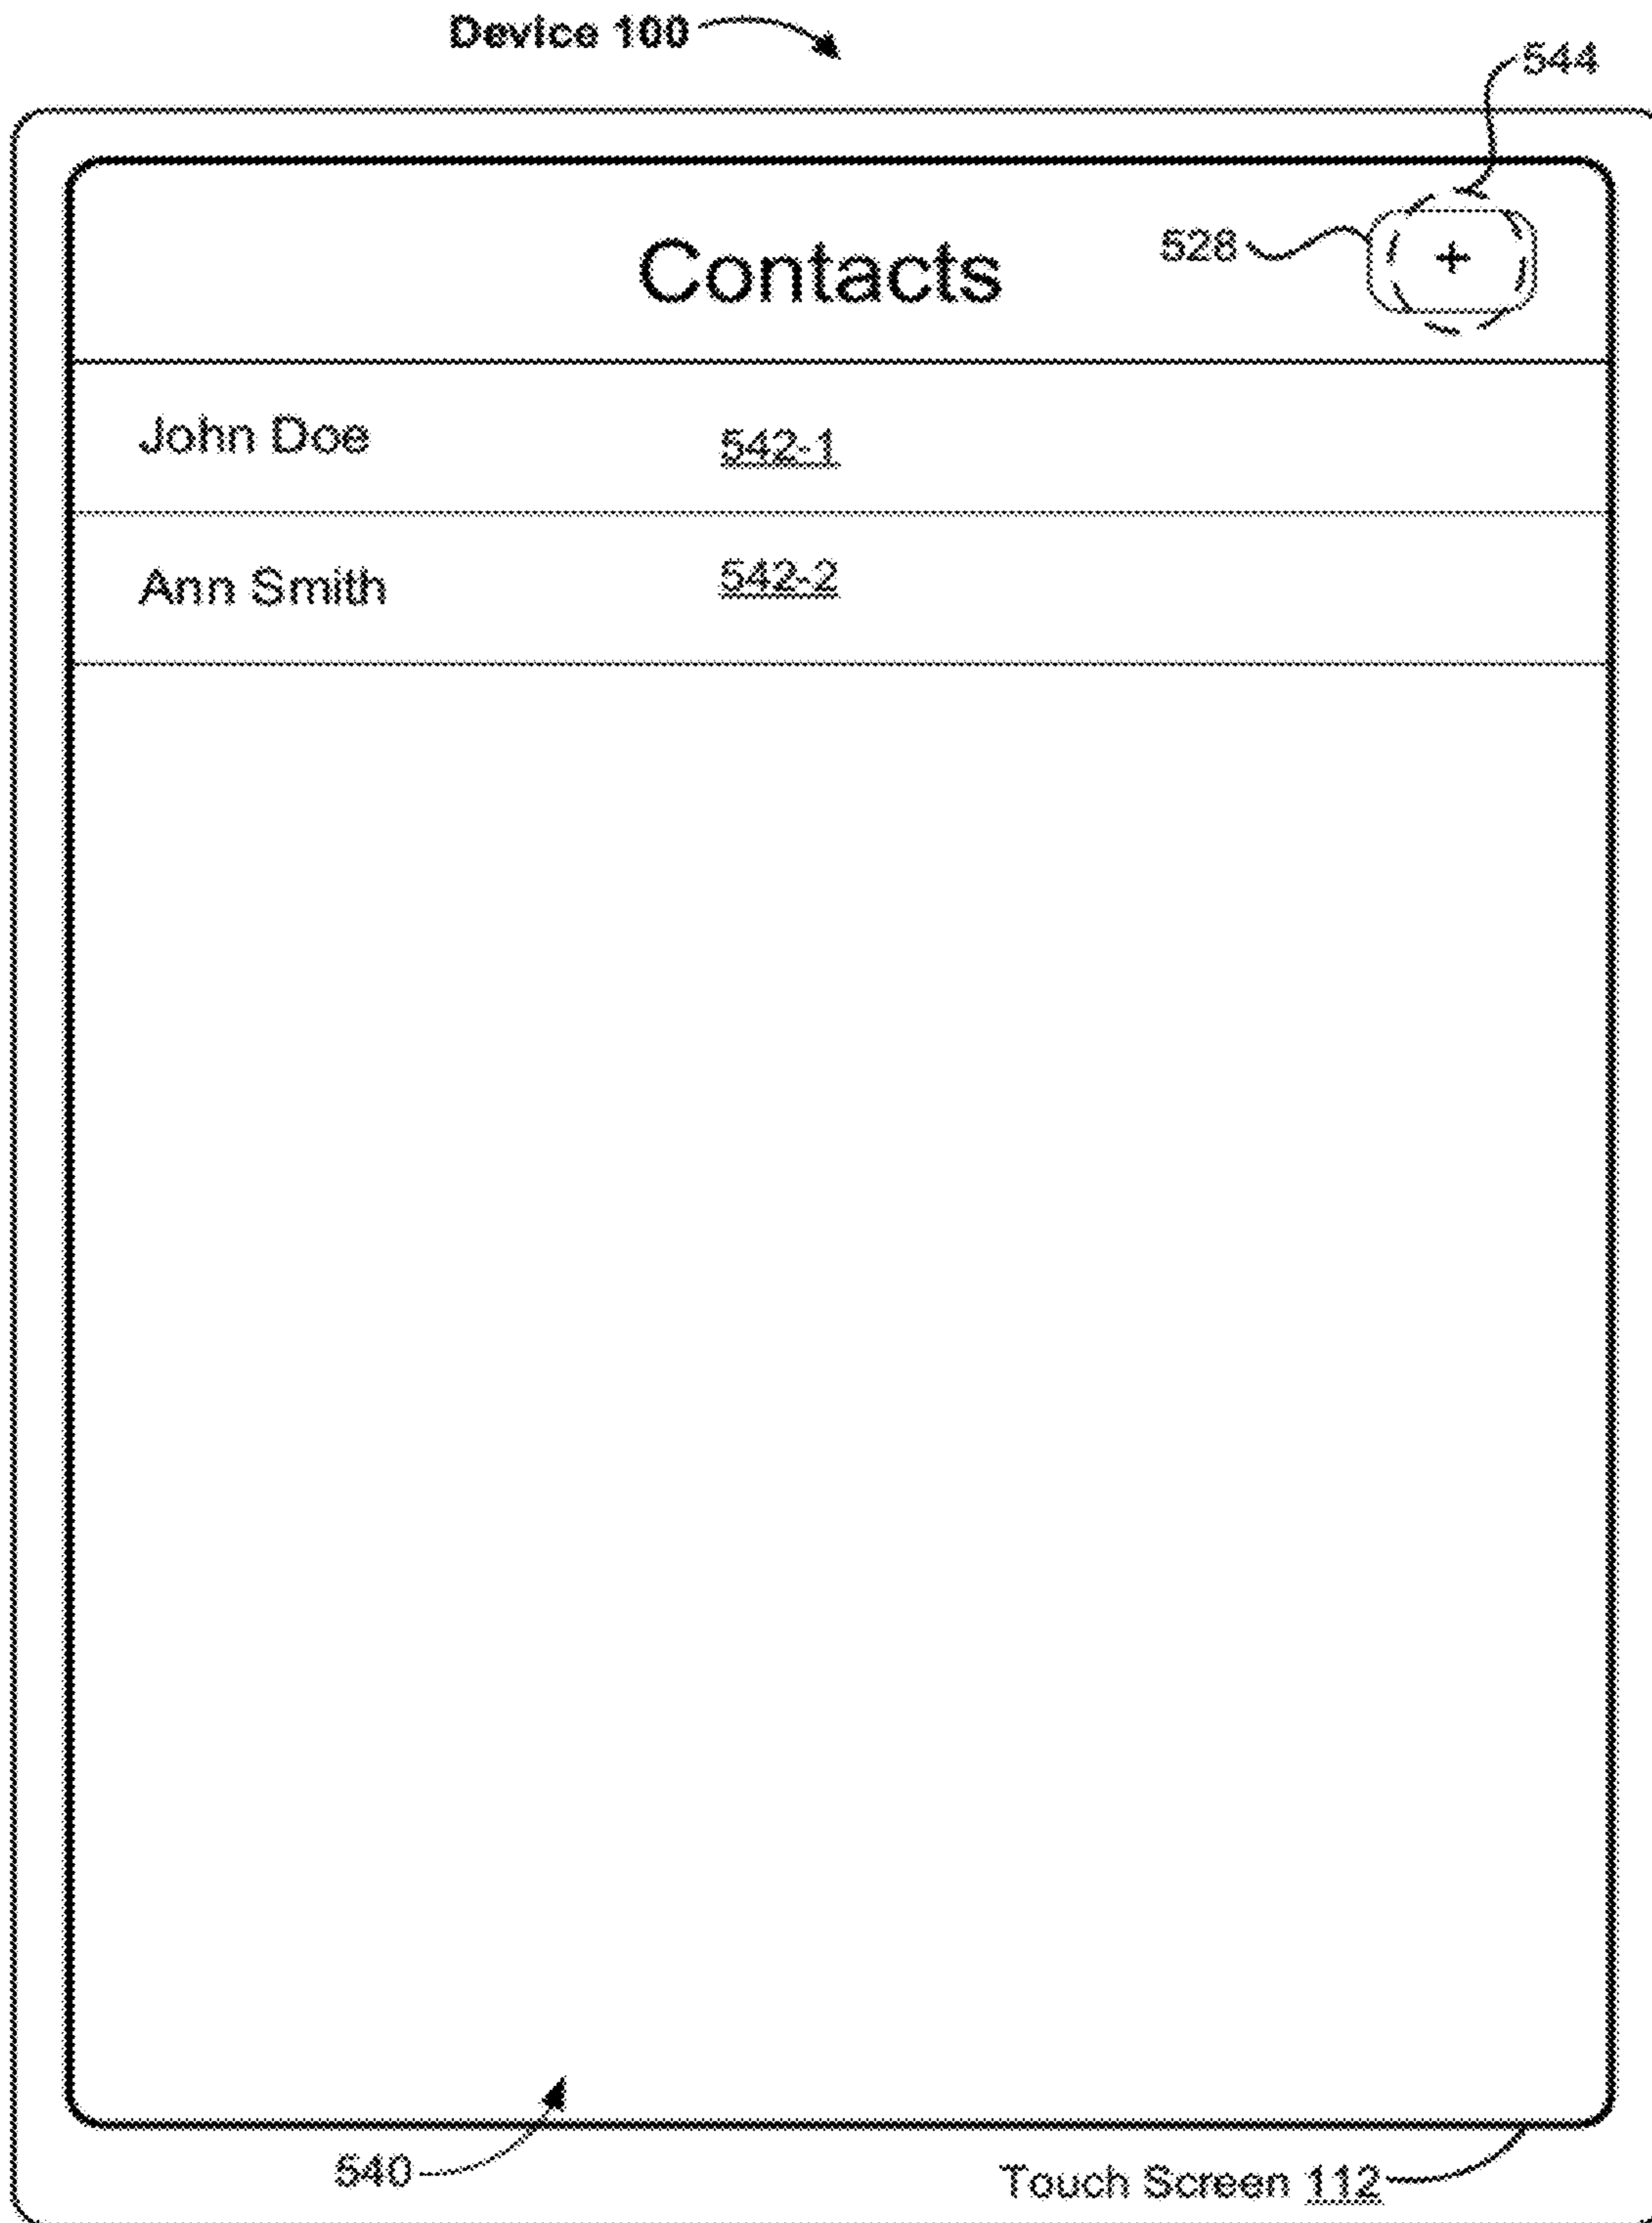 Device 100
544
Contacts 528
+
John Doe 542-1
Ann Smith 542-2
540
Touch Screen 112